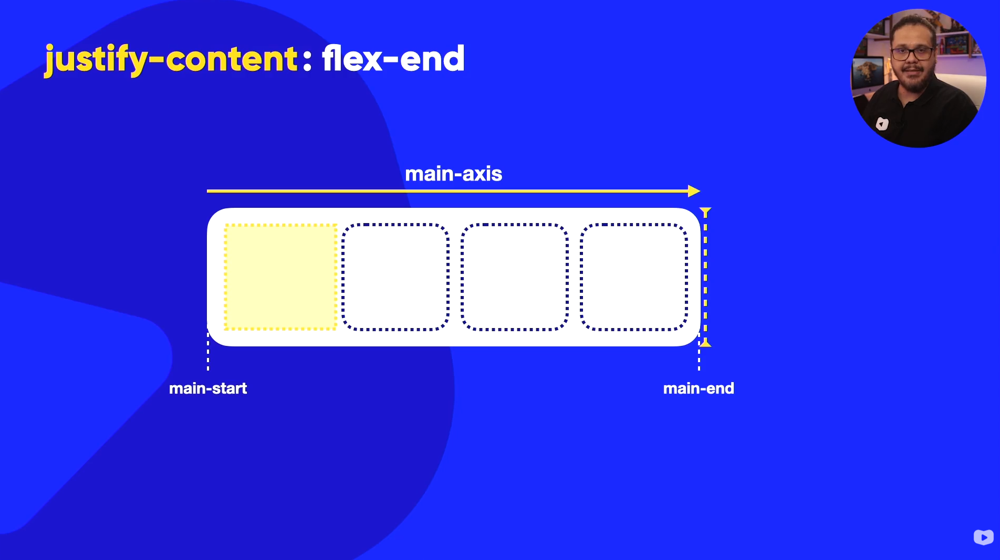 justify-content: flex-end
main-axis
main-start
main-end